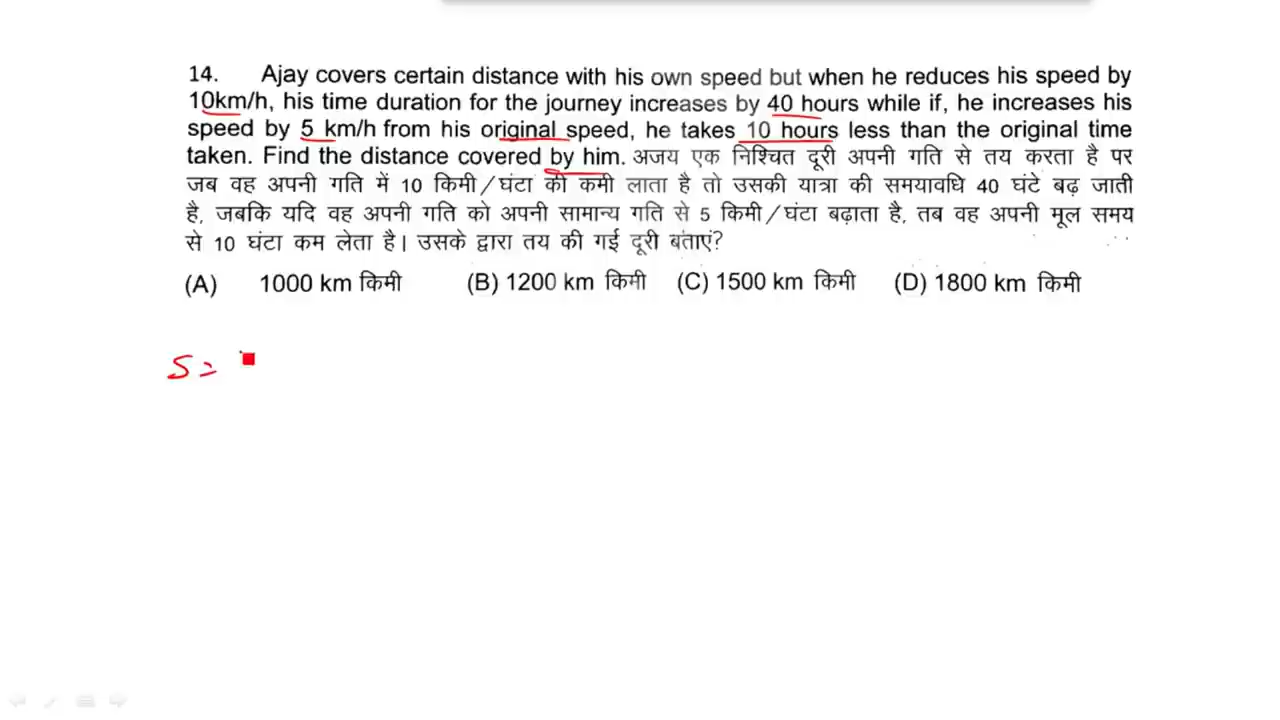 14. Ajay covers certain distance with his own speed but when he reduces his speed by
10km/h, his time duration for the journey increases by 40 hours while if, he increases his
speed by 5 km/h from his original speed, he takes 10 hours less than the original time
taken. Find the distance covered by him. अजय एक निश्चित दूरी अपनी गति से तय करता है पर
जब वह अपनी गति में 10 किमी/घंटा की कमी लाता है तो उसकी यात्रा की समयावधि 40 घंटे बढ़ जाती
है, जबकि यदि वह अपनी गति को अपनी सामान्य गति से 5 किमी/घंटा बढ़ाता है, तब वह अपनी मूल समय
से 10 घंटा कम लेता है। उसके द्वारा तय की गई दूरी बताएं?
(A) 1000 km किमी (B) 1200 km किमी (C) 1500 km किमी (D) 1800 km किमी
S =